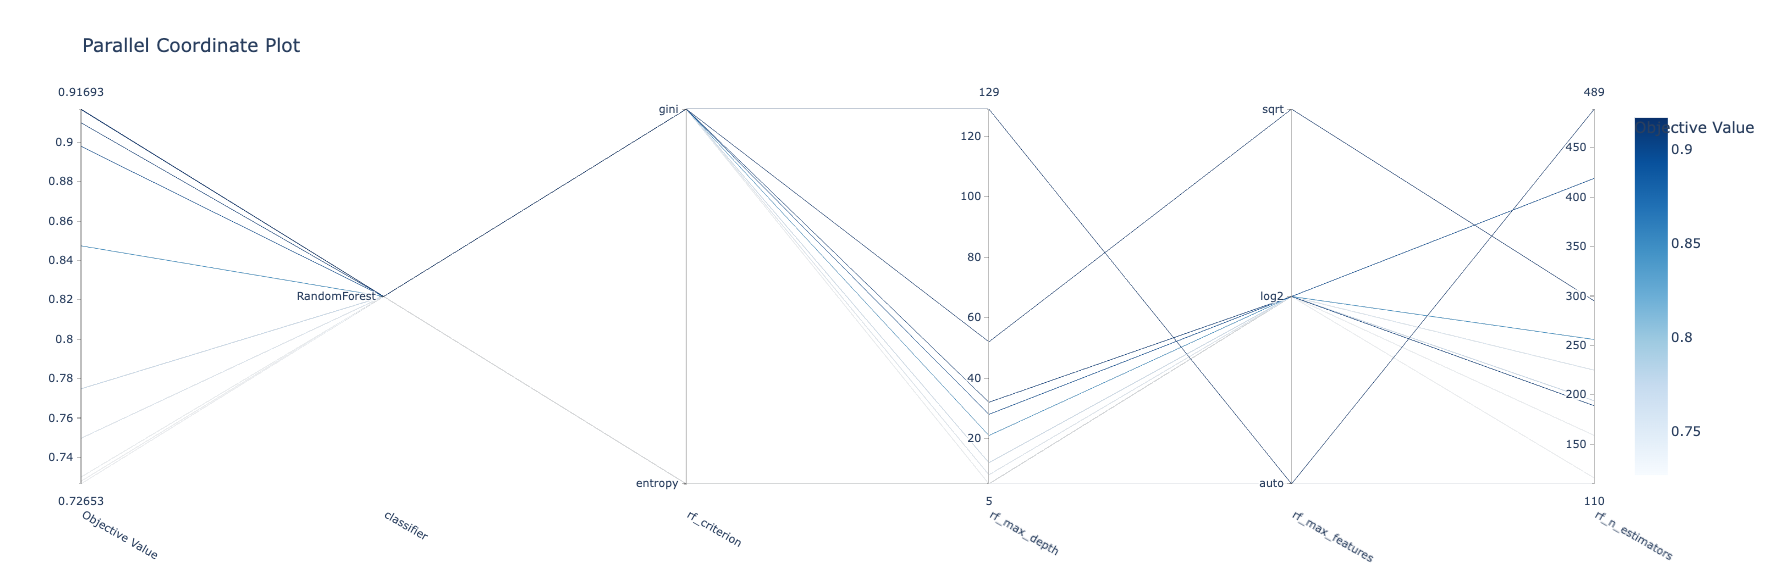 Parallel Coordinate Plot
0.91693
0.9
0.88
0.86
0.84
0.82
0.8
0.78
0.76
0.74
0.72653
Objective Value
RandomForest
classifier
gini
entropy
rf_criterion
129
120
100
80
60
40
20
5
rf_max_depth
sqrt
log2
auto
rf_max_features
489
450
400
350
300
250
200
150
110
rf_n_estimators
Objective Value
0.9
0.85
0.8
0.75